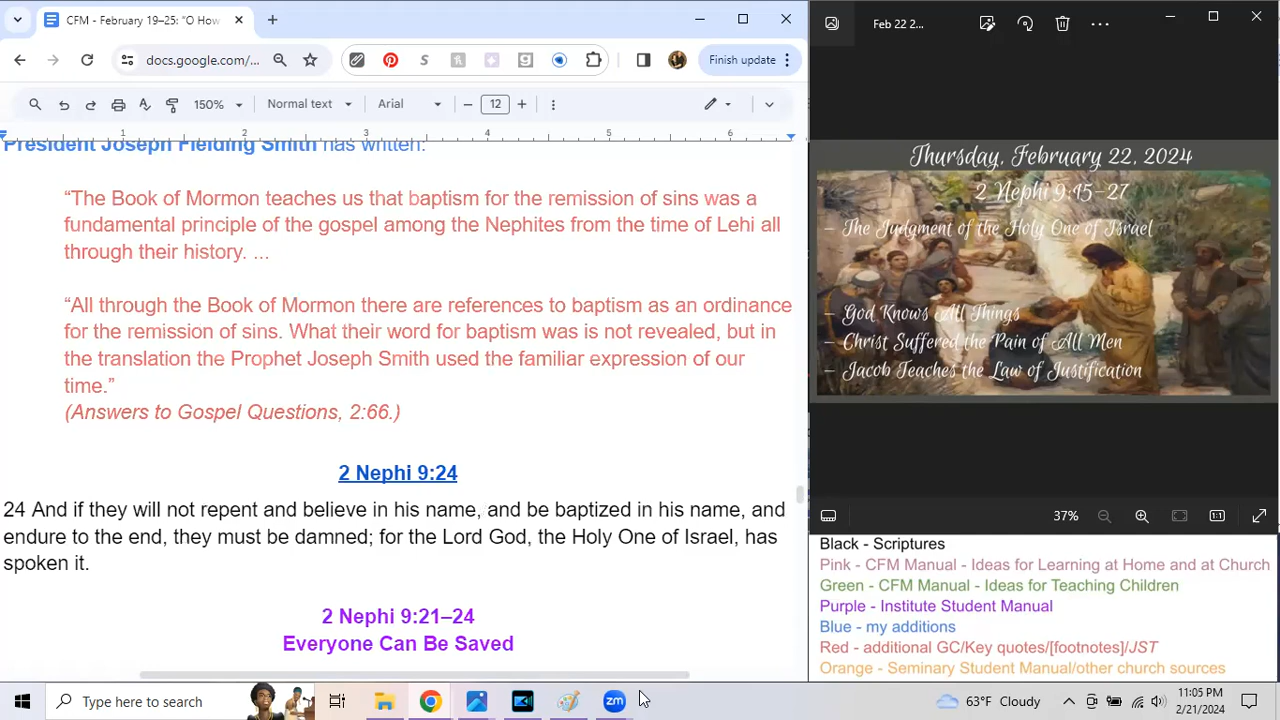 CFM - February 19–25: "O How
Feb 22 2...
docs.google.com/...
Finish update
150%
Normal text
Arial
12
1 2 3 4 5 6
President Joseph Fielding Smith has written:
“The Book of Mormon teaches us that baptism for the remission of sins was a
fundamental principle of the gospel among the Nephites from the time of Lehi all
through their history. ...
“All through the Book of Mormon there are references to baptism as an ordinance
for the remission of sins. What their word for baptism was is not revealed, but in
the translation the Prophet Joseph Smith used the familiar expression of our
time.”
(Answers to Gospel Questions, 2:66.)
2 Nephi 9:24
24 And if they will not repent and believe in his name, and be baptized in his name, and
endure to the end, they must be damned; for the Lord God, the Holy One of Israel, has
spoken it.
2 Nephi 9:21–24
Everyone Can Be Saved
Thursday, February 22, 2024
2 Nephi 9:15–27
– The Judgment of the Holy One of Israel
– God Knows All Things
– Christ Suffered the Pain of All Men
– Jacob Teaches the Law of Justification
37%
1:1
Black - Scriptures
Pink - CFM Manual - Ideas for Learning at Home and at Church
Green - CFM Manual - Ideas for Teaching Children
Purple - Institute Student Manual
Blue - my additions
Red - additional GC/Key quotes/[footnotes]/JST
Orange - Seminary Student Manual/other church sources
Type here to search
zm
63°F Cloudy
11:05 PM
2/21/2024